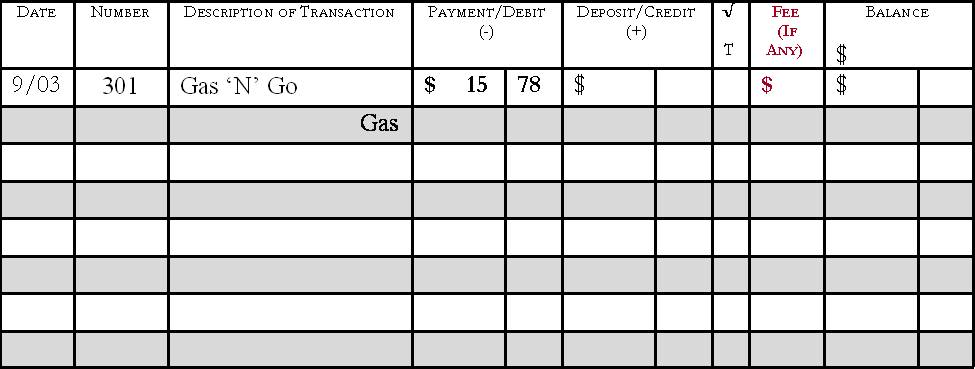 DATE NUMBER DESCRIPTION OF TRANSACTION PAYMENT/DEBIT DEPOSIT/CREDIT √ FEE BALANCE
(-) (+) (IF
T ANY) $
9/03 301 Gas ‘N’ Go $ 15 78 $ $ $
Gas